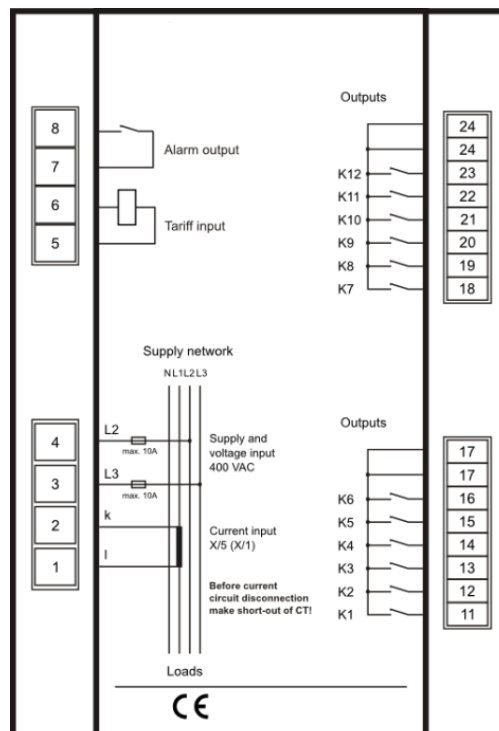 Outputs
8
7
6
5
Alarm output
Tariff input
24
24
K12 23
K11 22
K10 21
K9 20
K8 19
K7 18
Supply network
N L1 L2 L3
4
3
2
1
L2
max. 10A
L3
max. 10A
k
l
Supply and
voltage input
400 VAC
Current input
X/5 (X/1)
Before current
circuit disconnection
make short-out of CT!
Loads
Outputs
17
17
K6 16
K5 15
K4 14
K3 13
K2 12
K1 11
CE